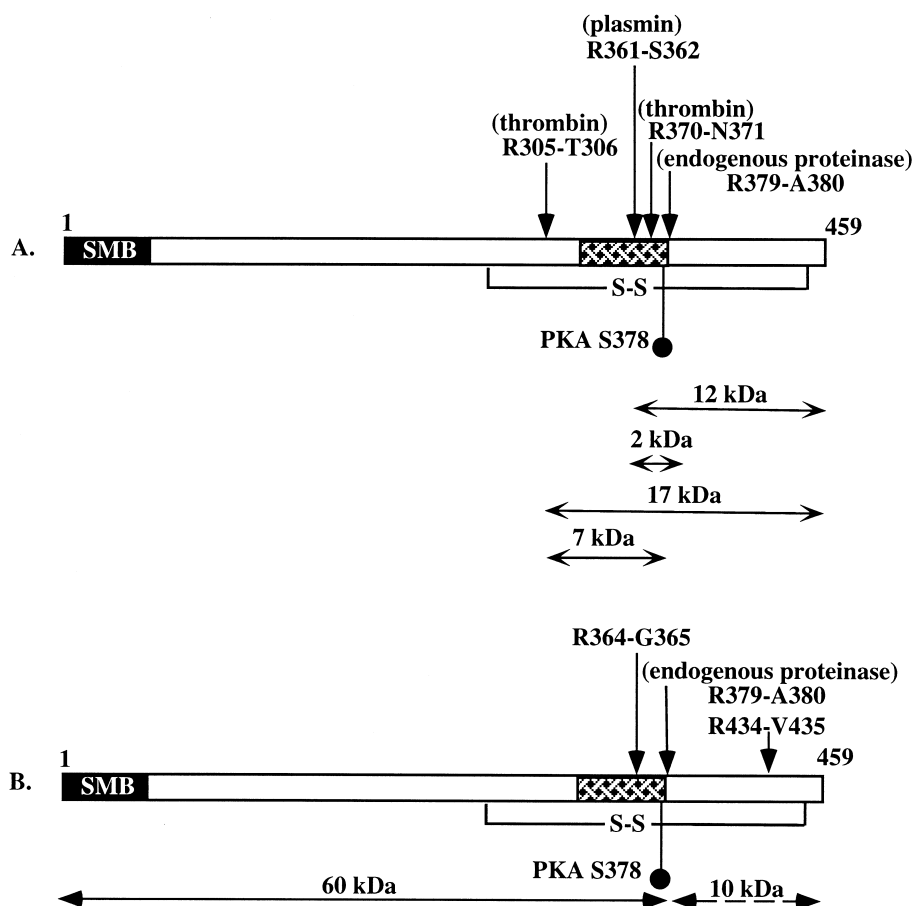 (plasmin)
R361-S362
(thrombin)
R305-T306
(thrombin)
R370-N371
(endogenous proteinase)
R379-A380
1
459
A.
SMB
S-S
PKA S378
12 kDa
2 kDa
17 kDa
7 kDa
R364-G365
(endogenous proteinase)
R379-A380
R434-V435
1
459
B.
SMB
S-S
PKA S378
60 kDa
10 kDa